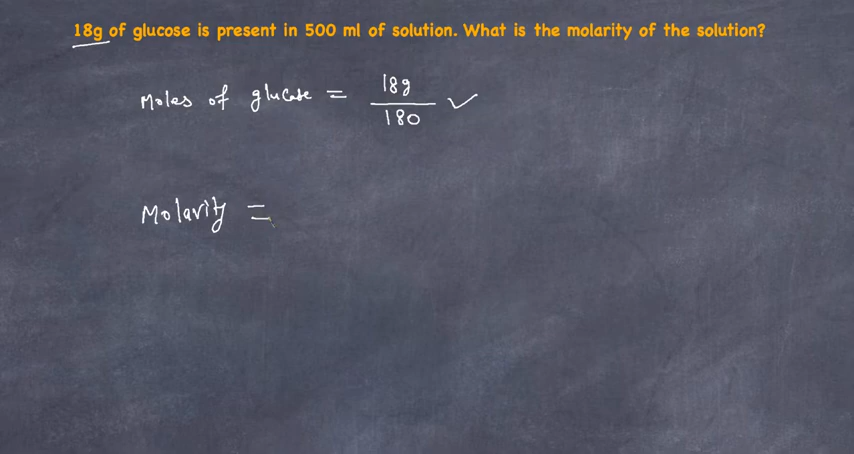 18g of glucose is present in 500 ml of solution. What is the molarity of the solution?
Moles of glucose = 18g
180 ✓
Molarity =